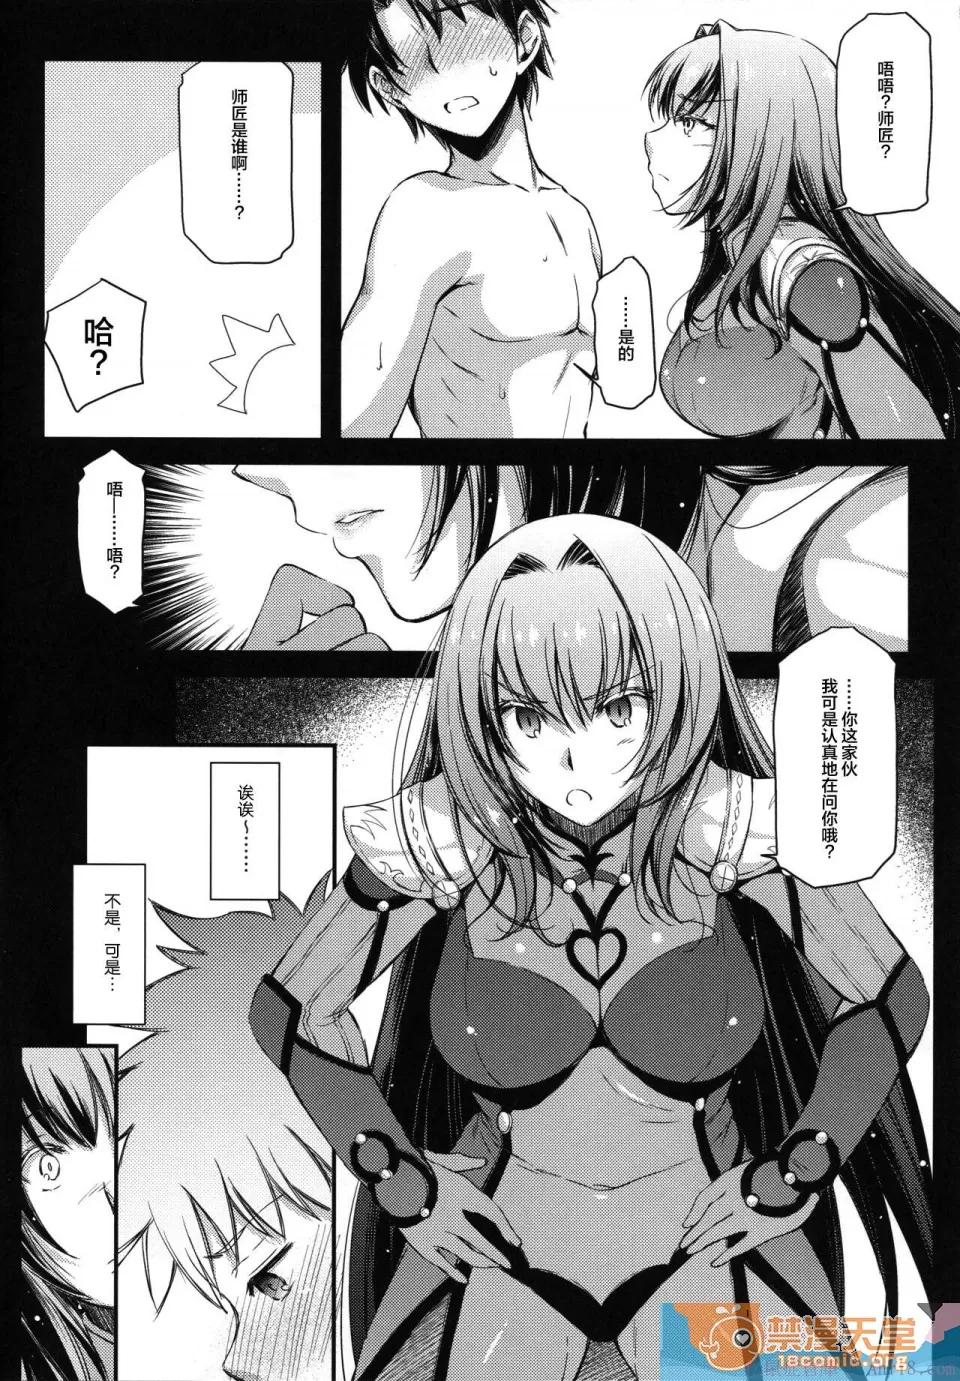 唔唔？师匠？
……是的
师匠是谁啊……？
哈？
唔——……唔？
……你这家伙
我可是认真地在问你哦？
诶诶～……
不是，可是…
禁漫天堂
18comic.org